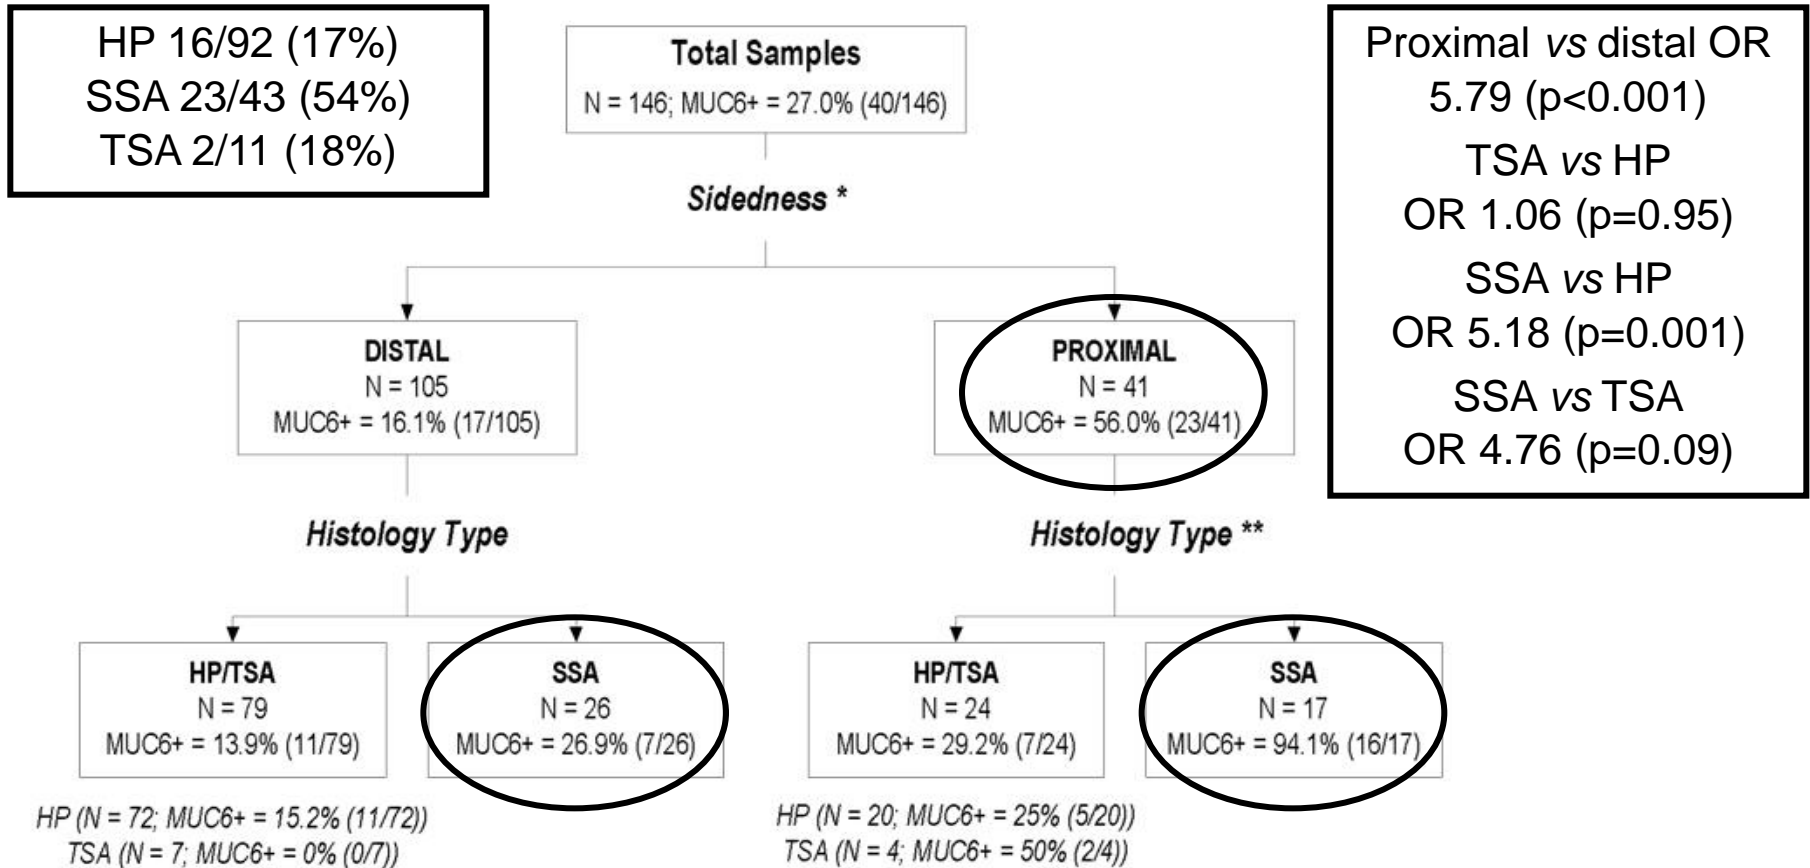 HP 16/92 (17%)
SSA 23/43 (54%)
TSA 2/11 (18%)
Total Samples
N = 146; MUC6+ = 27.0% (40/146)
Proximal vs distal OR
5.79 (p<0.001)
TSA vs HP
OR 1.06 (p=0.95)
SSA vs HP
OR 5.18 (p=0.001)
SSA vs TSA
OR 4.76 (p=0.09)
Sidedness *
DISTAL
N = 105
MUC6+ = 16.1% (17/105)
PROXIMAL
N = 41
MUC6+ = 56.0% (23/41)
Histology Type
Histology Type **
HP/TSA
N = 79
MUC6+ = 13.9% (11/79)
SSA
N = 26
MUC6+ = 26.9% (7/26)
HP/TSA
N = 24
MUC6+ = 29.2% (7/24)
SSA
N = 17
MUC6+ = 94.1% (16/17)
HP (N = 72; MUC6+ = 15.2% (11/72))
TSA (N = 7; MUC6+ = 0% (0/7))
HP (N = 20; MUC6+ = 25% (5/20))
TSA (N = 4; MUC6+ = 50% (2/4))